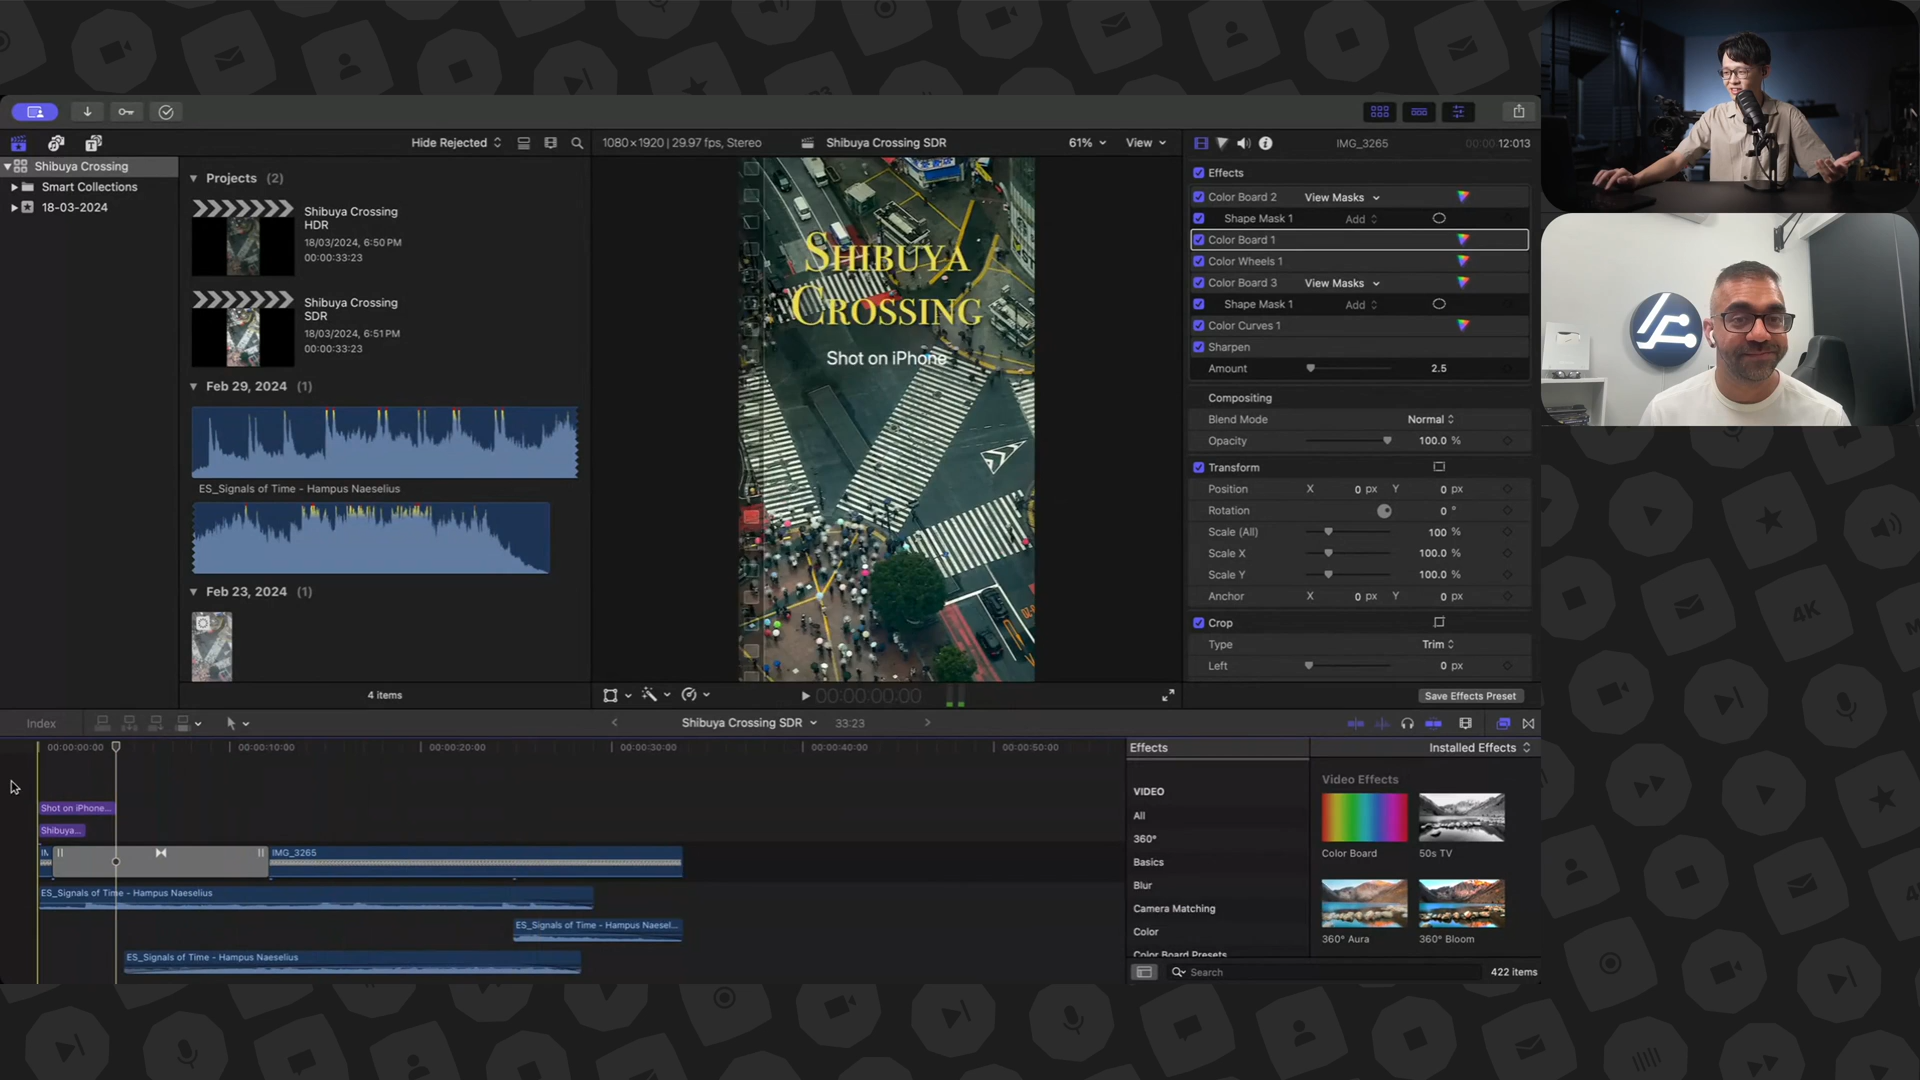 Hide Rejected
1080×1920 | 29.97 fps, Stereo
Shibuya Crossing SDR
61%
View
IMG_3265
00:00:12:013
Shibuya Crossing
Smart Collections
18-03-2024
Projects (2)
Shibuya Crossing
HDR
18/03/2024, 6:50 PM
00:00:33:23
Shibuya Crossing
SDR
18/03/2024, 6:51 PM
00:00:33:23
Feb 29, 2024 (1)
ES_Signals of Time - Hampus Naeselius
Feb 23, 2024 (1)
4 items
SHIBUYA
CROSSING
Shot on iPhone
00:00:00:00
Effects
Color Board 2 View Masks
Shape Mask 1 Add
Color Board 1
Color Wheels 1
Color Board 3 View Masks
Shape Mask 1 Add
Color Curves 1
Sharpen
Amount 2.5
Compositing
Blend Mode Normal
Opacity 100.0 %
Transform
Position X 0 px Y 0 px
Rotation 0 °
Scale (All) 100 %
Scale X 100.0 %
Scale Y 100.0 %
Anchor X 0 px Y 0 px
Crop
Type Trim
Left 0 px
Save Effects Preset
Index
Shibuya Crossing SDR
33:23
00:00:00:00
00:00:10:00
00:00:20:00
00:00:30:00
00:00:40:00
00:00:50:00
Shot on iPhone...
Shibuya...
IMG_3265
ES_Signals of Time - Hampus Naeselius
ES_Signals of Time - Hampus Naesel...
ES_Signals of Time - Hampus Naeselius
Effects
Installed Effects
VIDEO
All
360°
Basics
Blur
Camera Matching
Color
Color Board Presets
Video Effects
Color Board
50s TV
360° Aura
360° Bloom
Search
422 items
4K